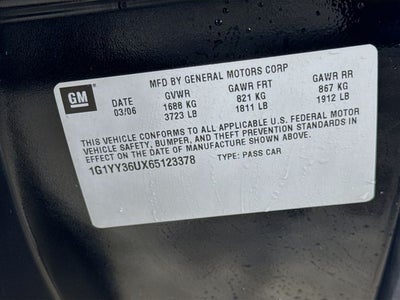 MFD BY GENERAL MOTORS CORP
GM
DATE GVWR GAWR FRT GAWR RR
03/06 1688 KG 821 KG 867 KG
3723 LB 1811 LB 1912 LB
THIS VEHICLE CONFORMS TO ALL APPLICABLE U.S. FEDERAL MOTOR
VEHICLE SAFETY, BUMPER, AND THEFT PREVENTION STANDARDS IN
EFFECT ON THE DATE OF MANUFACTURE SHOWN ABOVE.
1G1YY36UX65123378 TYPE: PASS CAR